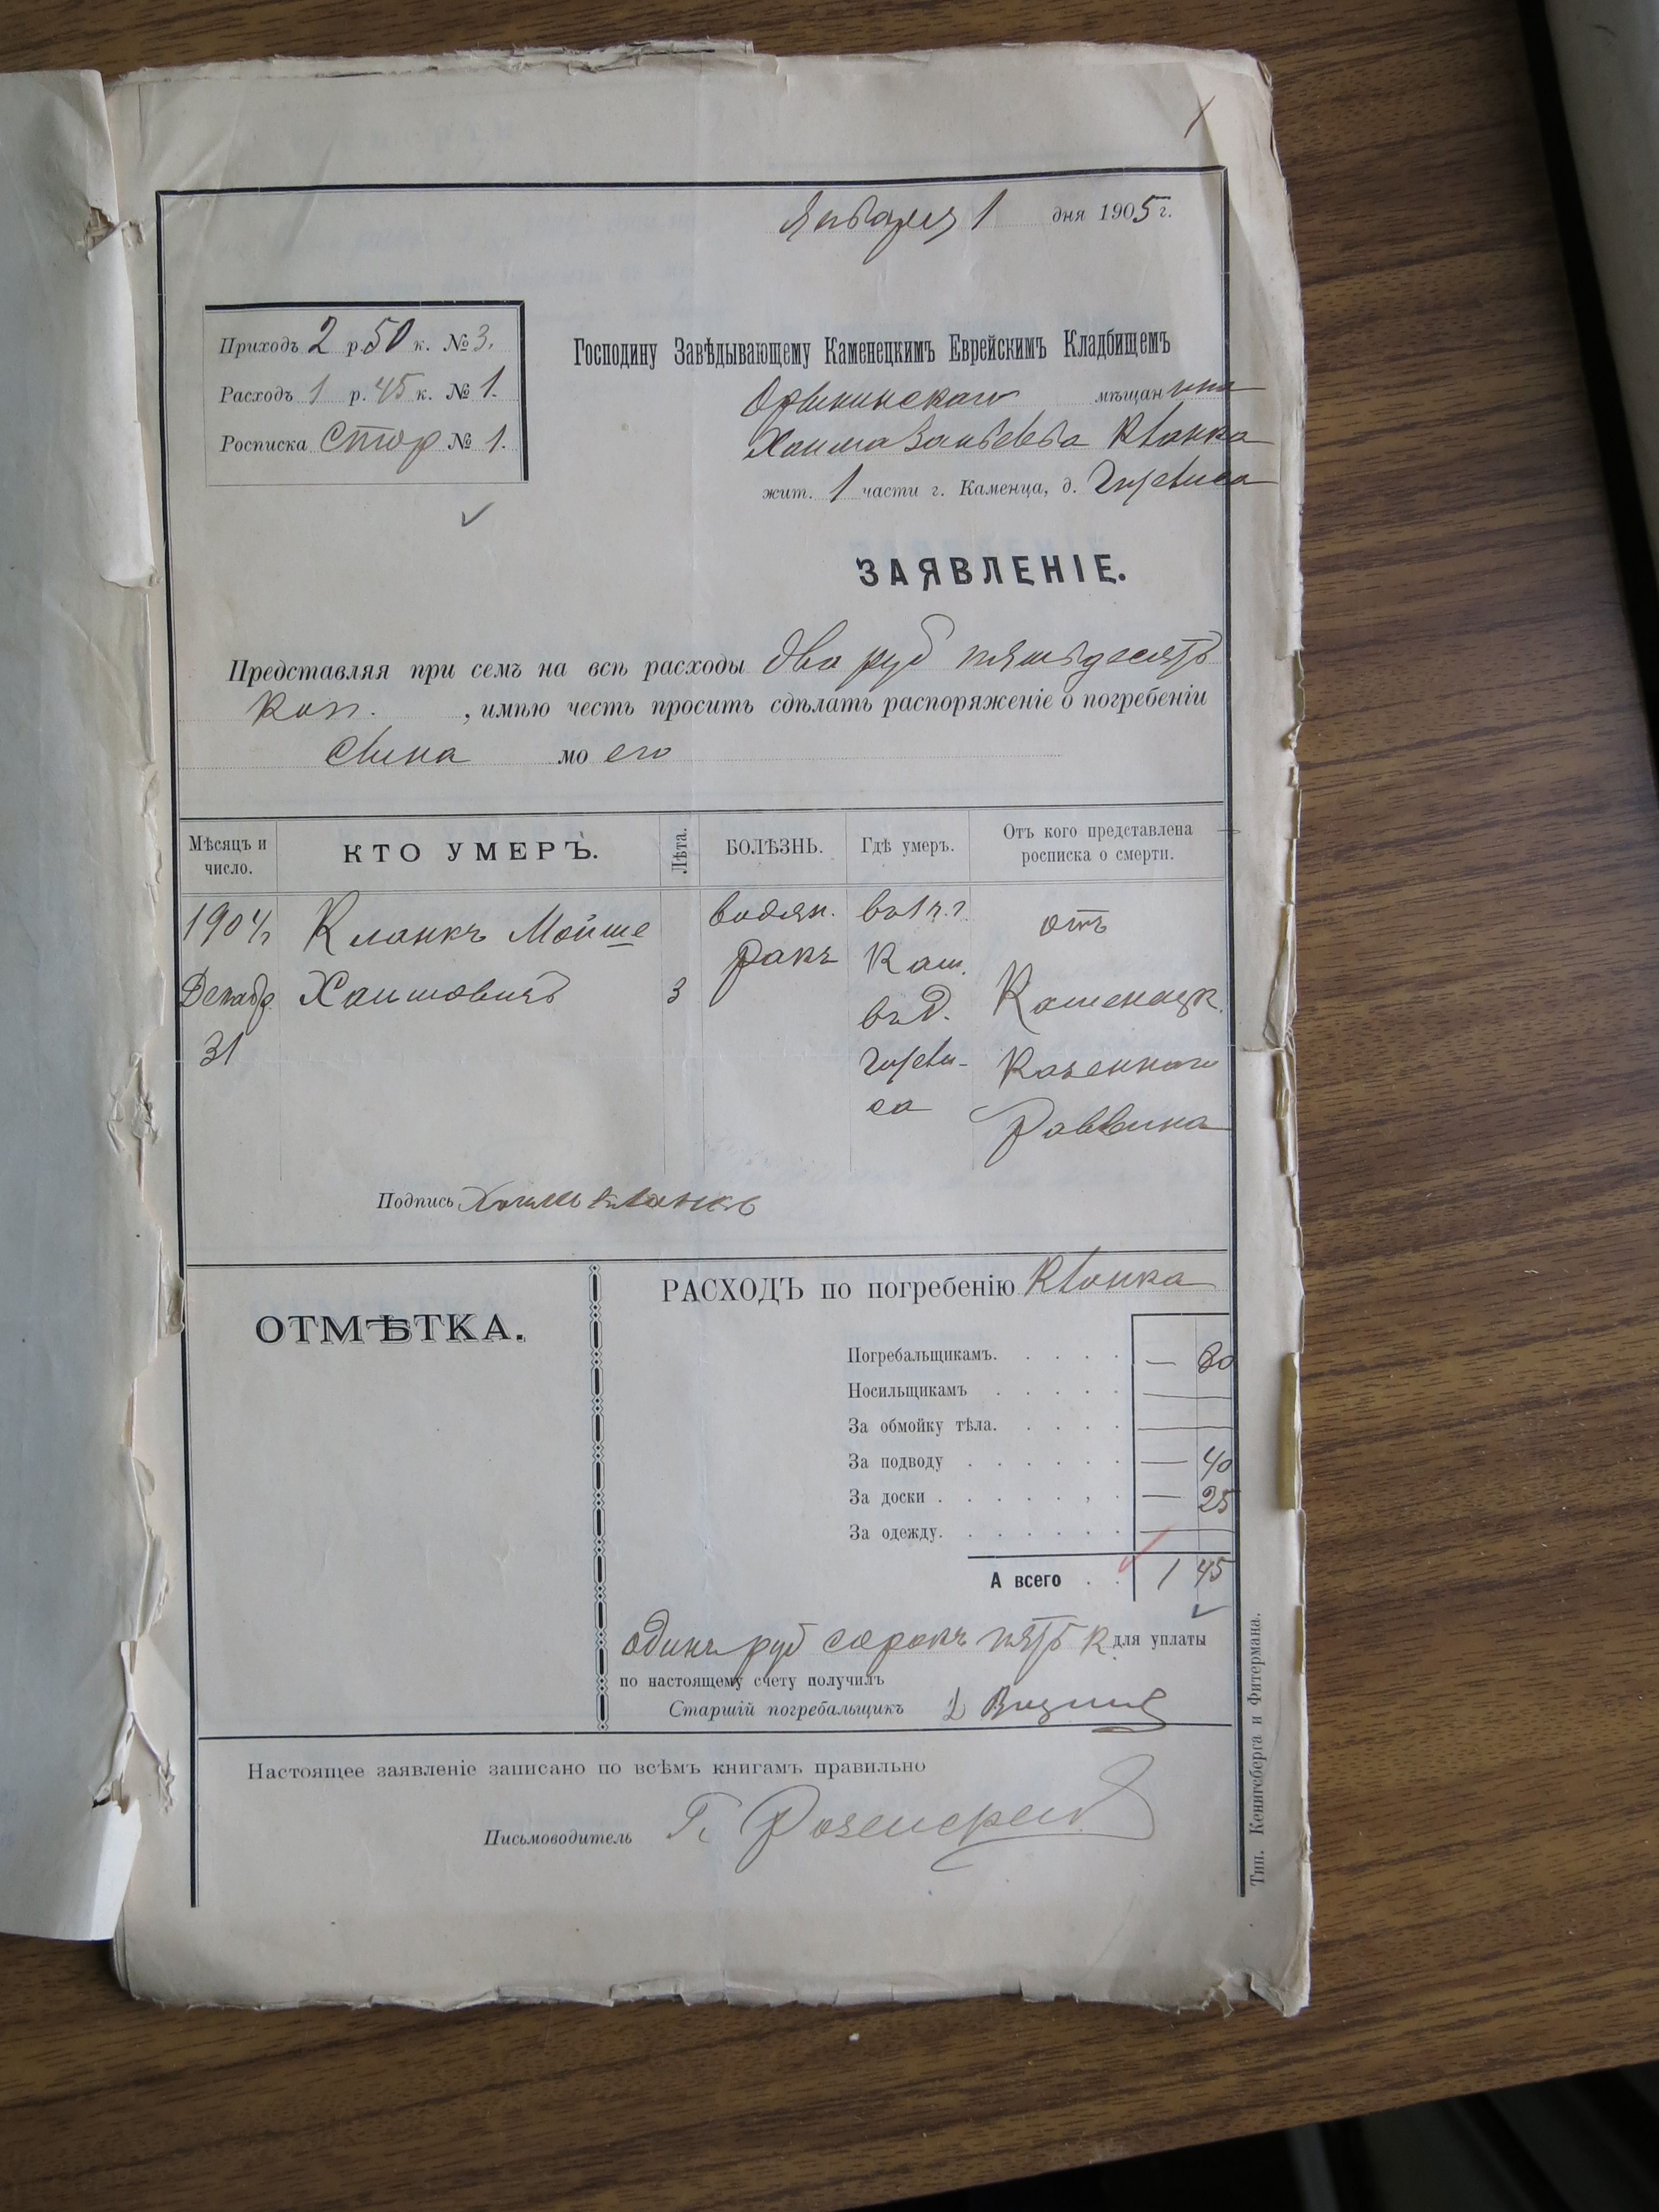 Января 1 дня 1905 г.
Приходъ 2 р. 50 к. № 3.
Расходъ 1 р. 45 к. № 1.
Росписка Стор № 1.
Господину Завѣдывающему Каменецкимъ Еврейскимъ Кладбищемъ
мѣщанина
Хаима Кванка
жит. 1 части г. Каменца, д.
ЗАЯВЛЕНІЕ.
Представляя при семъ на всѣ расходы два руб пятьдесятъ
коп. , имѣю честь просить сдѣлать распоряженіе о погребеніи
сына моего
Мѣсяцъ и число.
КТО УМЕРЪ.
Лѣта.
БОЛѢЗНЬ.
Гдѣ умеръ.
Отъ кого представлена росписка о смерти.
1904 г
Декабр.
31
Кланкъ Мойше
Хаимовичъ
3
водян.
ракъ
въ 1 ч. г.
Кам.
въ д.
отъ
Каменецк.
Казеннаго
Раввина
Подпись Хаимъ Кланкъ
ОТМѢТКА.
РАСХОДЪ по погребенію Кланка
Погребальщикамъ. — 80
Носильщикамъ —
За обмойку тѣла. —
За подводу — 40
За доски — 25
За одежду. —
А всего 1 45
одинъ руб сорокъ пять к для уплаты
по настоящему счету получилъ
Старшій погребальщикъ
Настоящее заявленіе записано по всѣмъ книгамъ правильно
Письмоводитель Г.
Тип. Кенигсберга и Фитермана.